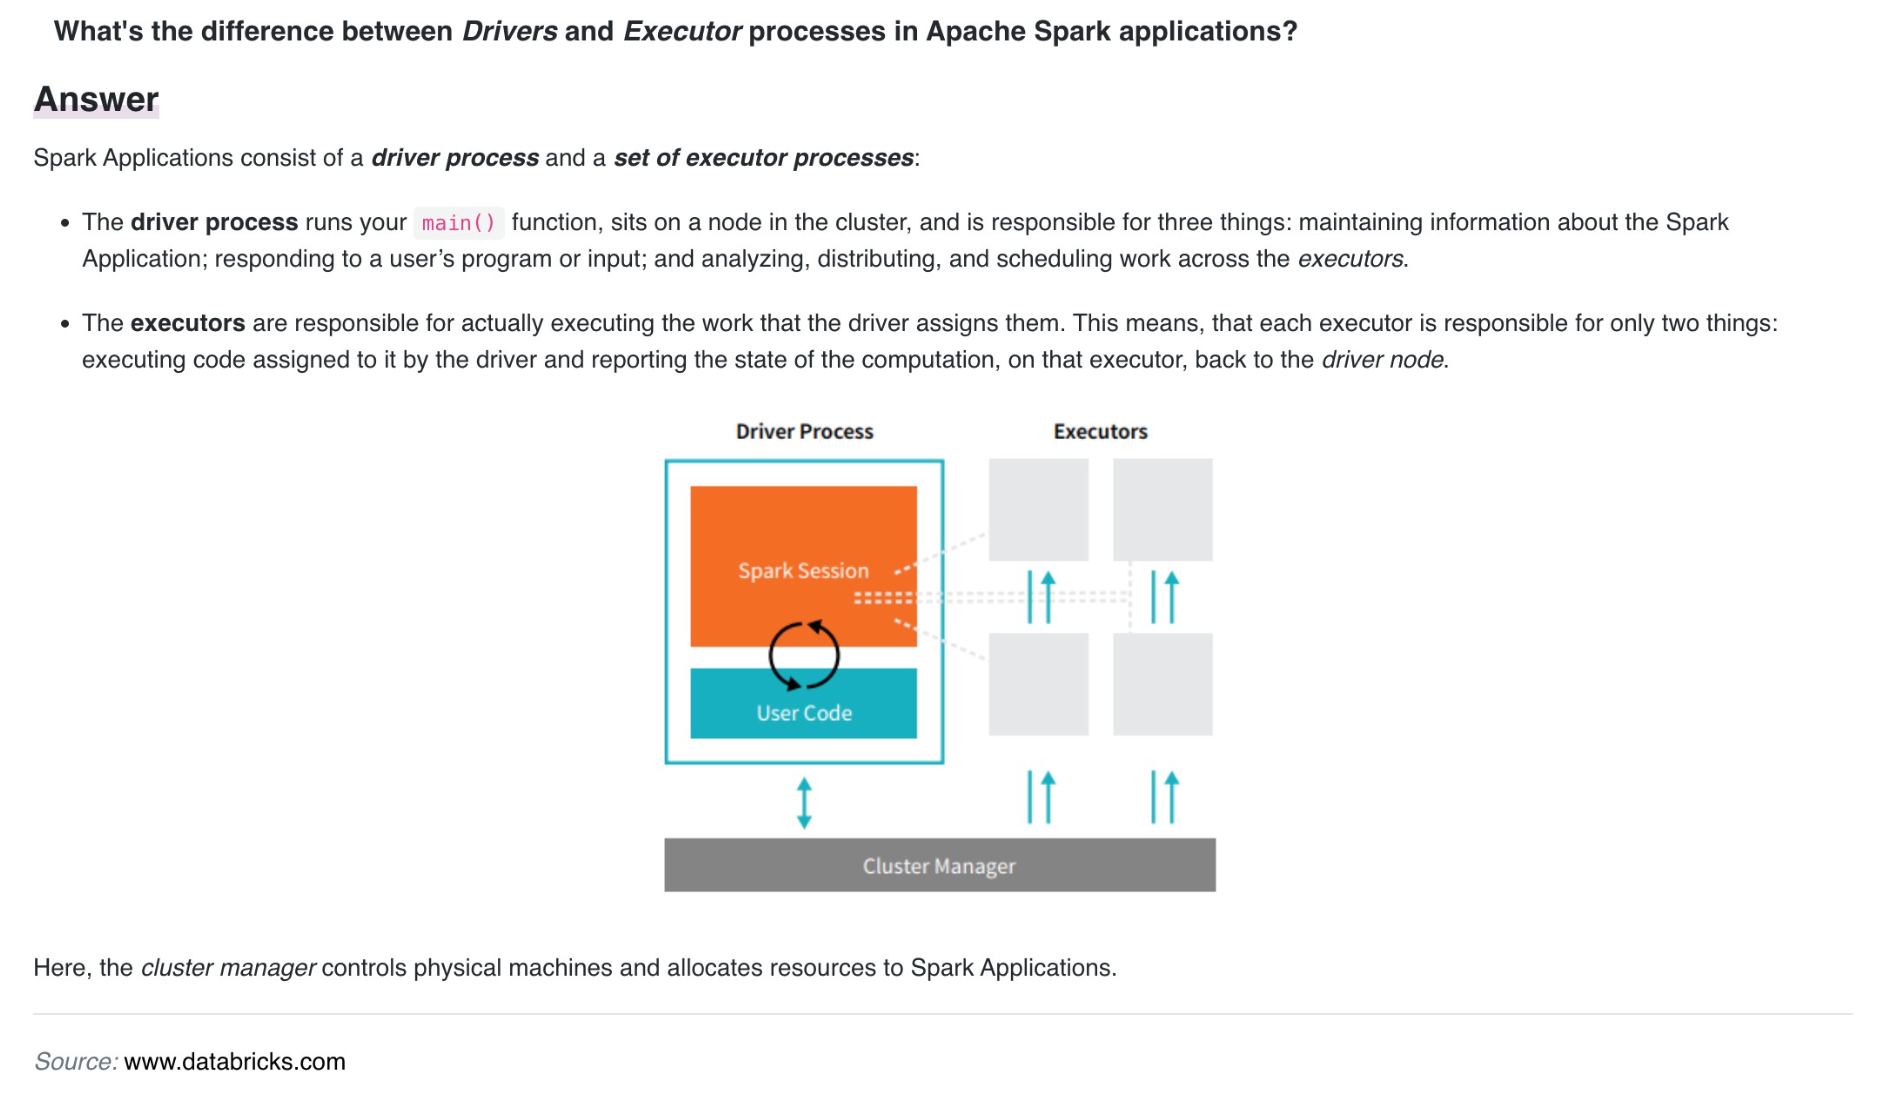 What's the difference between Drivers and Executor processes in Apache Spark applications?
Answer
Spark Applications consist of a driver process and a set of executor processes:
• The driver process runs your main() function, sits on a node in the cluster, and is responsible for three things: maintaining information about the Spark
Application; responding to a user’s program or input; and analyzing, distributing, and scheduling work across the executors.
• The executors are responsible for actually executing the work that the driver assigns them. This means, that each executor is responsible for only two things:
executing code assigned to it by the driver and reporting the state of the computation, on that executor, back to the driver node.
Driver Process
Executors
Spark Session
User Code
Cluster Manager
Here, the cluster manager controls physical machines and allocates resources to Spark Applications.
Source: www.databricks.com